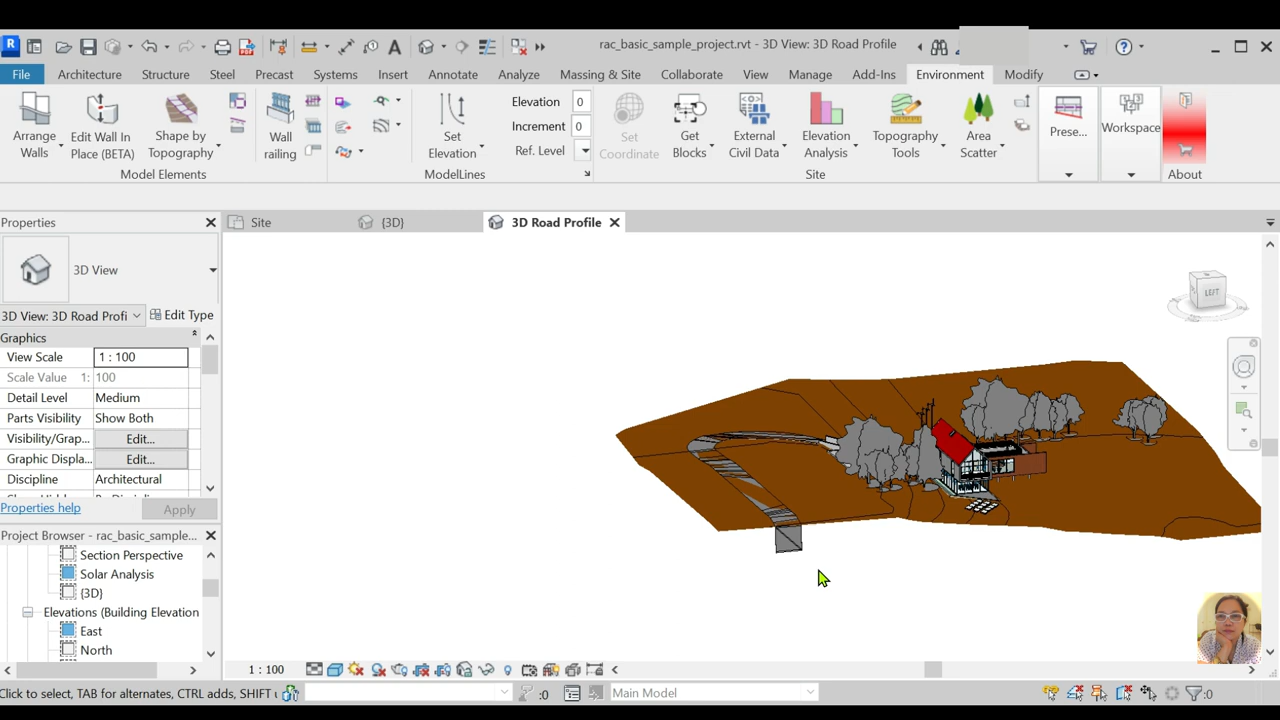 rac_basic_sample_project.rvt - 3D View: 3D Road Profile
File Architecture Structure Steel Precast Systems Insert Annotate Analyze Massing & Site Collaborate View Manage Add-Ins Environment Modify
Arrange Walls
Edit Wall In Place (BETA)
Shape by Topography
Model Elements
Wall railing
Set Elevation
Elevation 0
Increment 0
Ref. Level
ModelLines
Set Coordinate
Get Blocks
External Civil Data
Elevation Analysis
Topography Tools
Area Scatter
Site
Prese...
Workspace
About
Properties
Site {3D} 3D Road Profile
3D View
3D View: 3D Road Profi Edit Type
Graphics
View Scale 1 : 100
Scale Value 1: 100
Detail Level Medium
Parts Visibility Show Both
Visibility/Grap... Edit...
Graphic Displa... Edit...
Discipline Architectural
Properties help Apply
Project Browser - rac_basic_sample...
Section Perspective
Solar Analysis
{3D}
Elevations (Building Elevation
East
North
LEFT
1 : 100
Click to select, TAB for alternates, CTRL adds, SHIFT u
:0
Main Model
:0